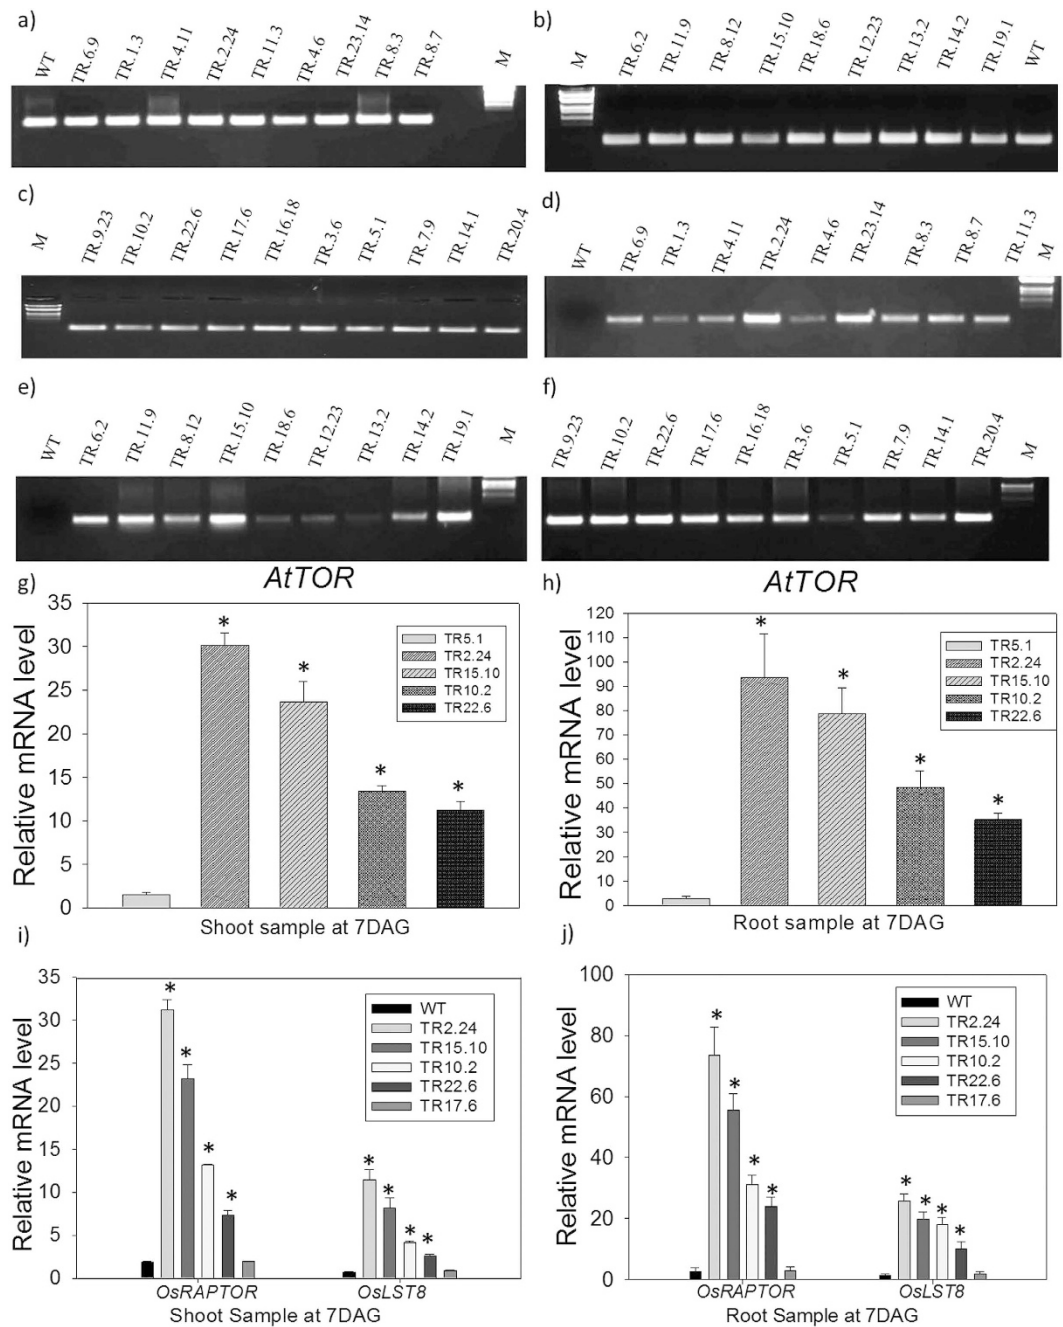 a)
WT TR.6.9 TR.1.3 TR.4.11 TR.2.24 TR.11.3 TR.4.6 TR.23.14 TR.8.3 TR.8.7 M
b)
M TR.6.2 TR.11.9 TR.8.12 TR.15.10 TR.18.6 TR.12.23 TR.13.2 TR.14.2 TR.19.1 WT
c)
M TR.9.23 TR.10.2 TR.22.6 TR.17.6 TR.16.18 TR.3.6 TR.5.1 TR.7.9 TR.14.1 TR.20.4
d)
WT TR.6.9 TR.1.3 TR.4.11 TR.2.24 TR.4.6 TR.23.14 TR.8.3 TR.8.7 TR.11.3 M
e)
WT TR.6.2 TR.11.9 TR.8.12 TR.15.10 TR.18.6 TR.12.23 TR.13.2 TR.14.2 TR.19.1 M
f)
TR.9.23 TR.10.2 TR.22.6 TR.17.6 TR.16.18 TR.3.6 TR.5.1 TR.7.9 TR.14.1 TR.20.4 M
g)
AtTOR
Relative mRNA level
35
30
25
20
15
10
5
0
* * * *
TR5.1
TR2.24
TR15.10
TR10.2
TR22.6
Shoot sample at 7DAG
h)
AtTOR
Relative mRNA level
120
110
100
90
80
70
60
50
40
30
20
10
0
* * * *
TR5.1
TR2.24
TR15.10
TR10.2
TR22.6
Root sample at 7DAG
i)
Relative mRNA level
35
30
25
20
15
10
5
0
* * * * * * * *
WT
TR2.24
TR15.10
TR10.2
TR22.6
TR17.6
OsRAPTOR OsLST8
Shoot Sample at 7DAG
j)
Relative mRNA level
100
80
60
40
20
0
* * * * * * * *
WT
TR2.24
TR15.10
TR10.2
TR22.6
TR17.6
OsRAPTOR OsLST8
Root Sample at 7DAG